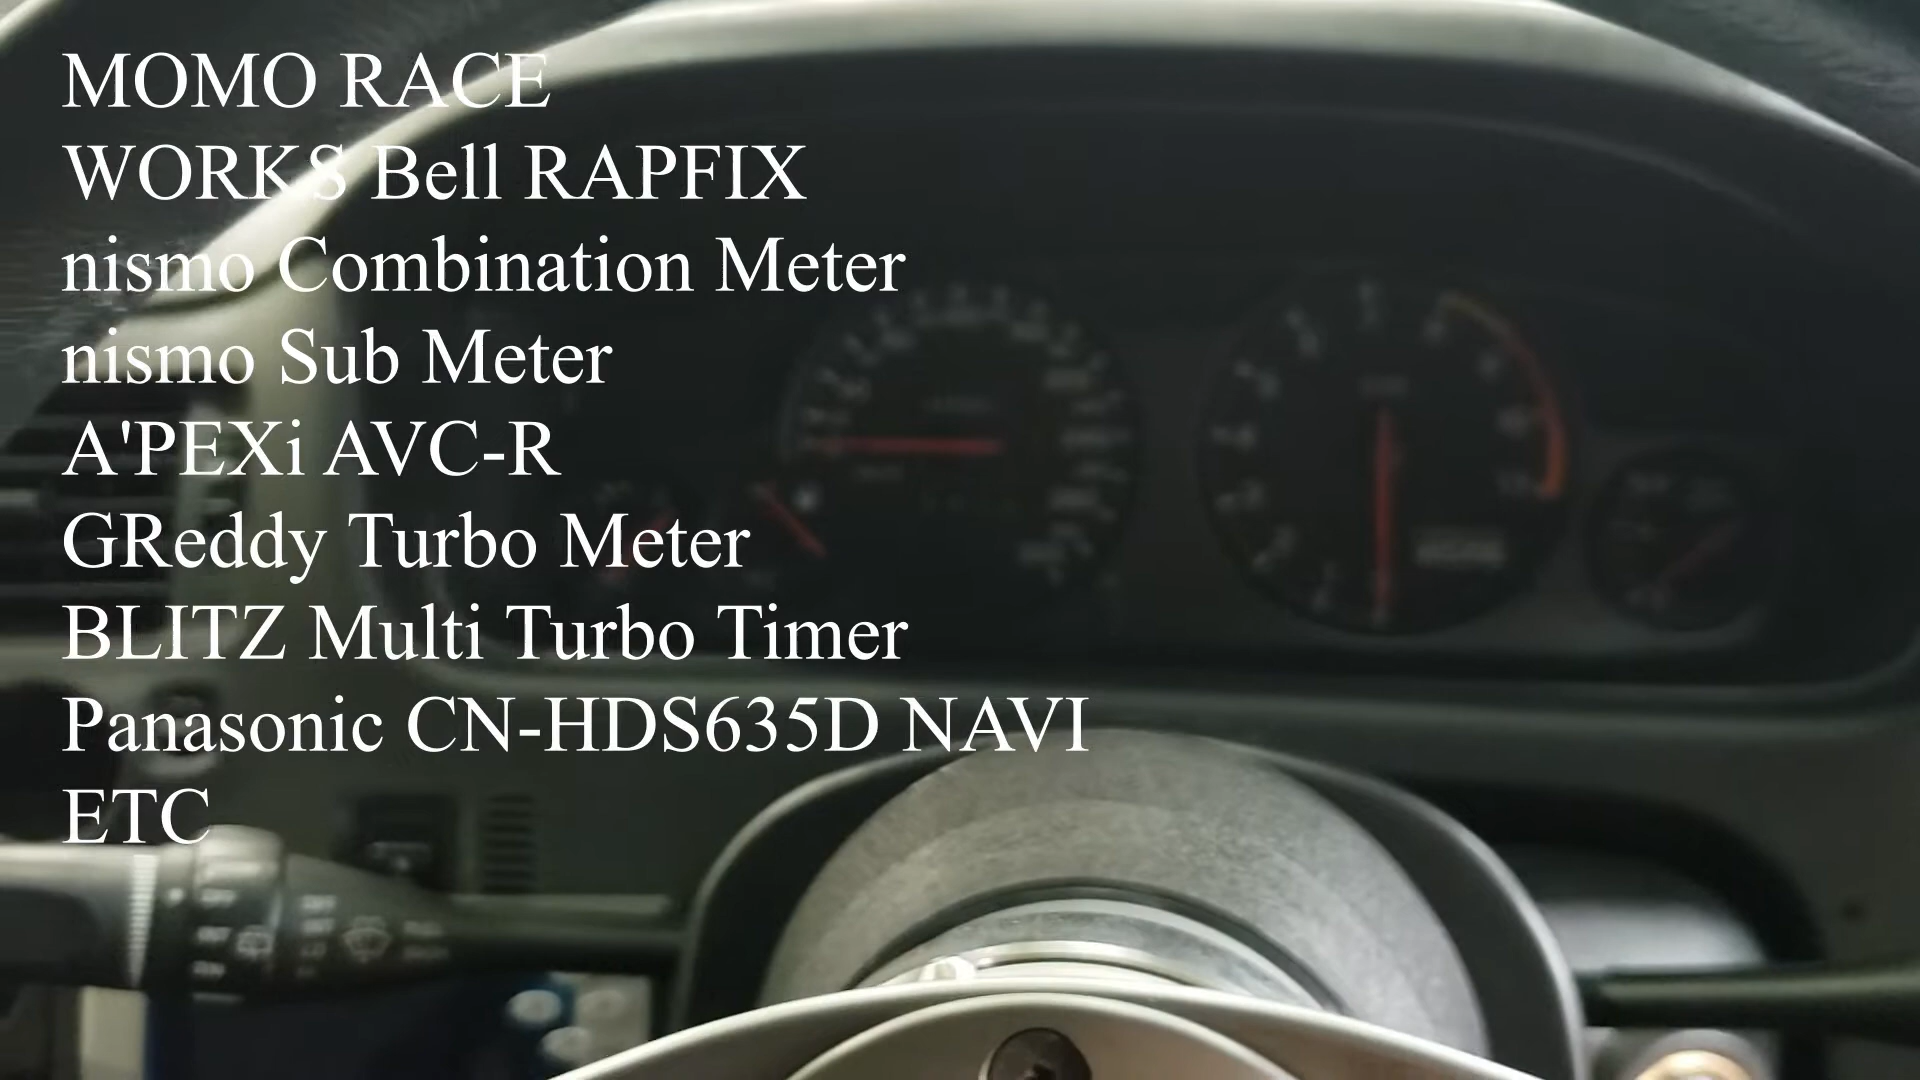 MOMO RACE
WORKS Bell RAPFIX
nismo Combination Meter
nismo Sub Meter
A'PEXi AVC-R
GReddy Turbo Meter
BLITZ Multi Turbo Timer
Panasonic CN-HDS635D NAVI
ETC